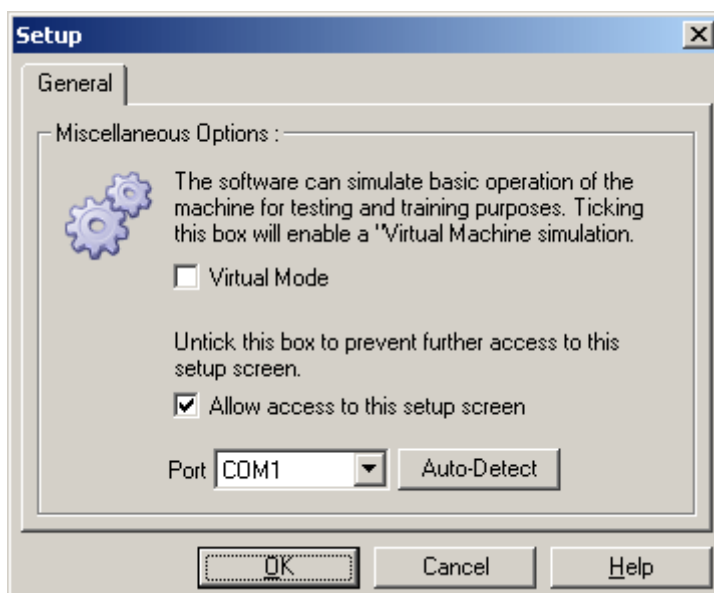 Setup
General
Miscellaneous Options :
The software can simulate basic operation of the
machine for testing and training purposes. Ticking
this box will enable a "Virtual Machine simulation.
Virtual Mode
Untick this box to prevent further access to this
setup screen.
Allow access to this setup screen
Port COM1 Auto-Detect
OK Cancel Help